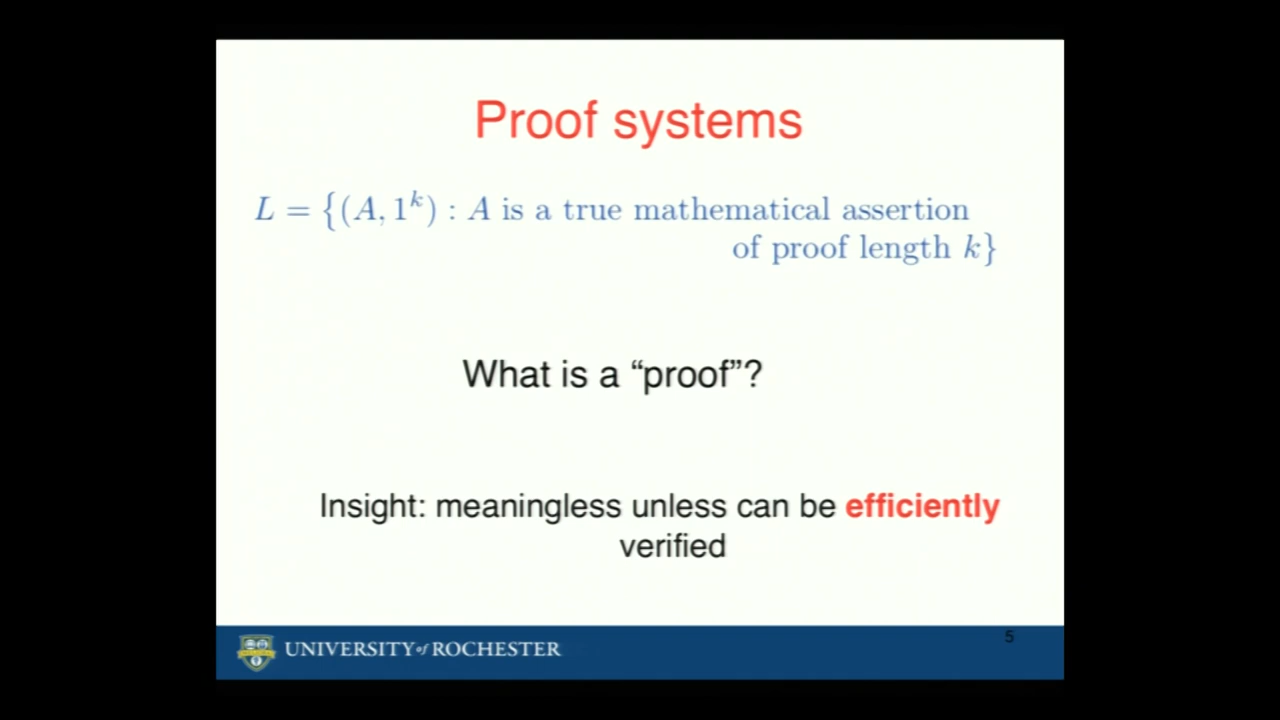 Proof systems
L = {(A, 1^k) : A is a true mathematical assertion
of proof length k}
What is a “proof”?
Insight: meaningless unless can be efficiently
verified
UNIVERSITY of ROCHESTER
5